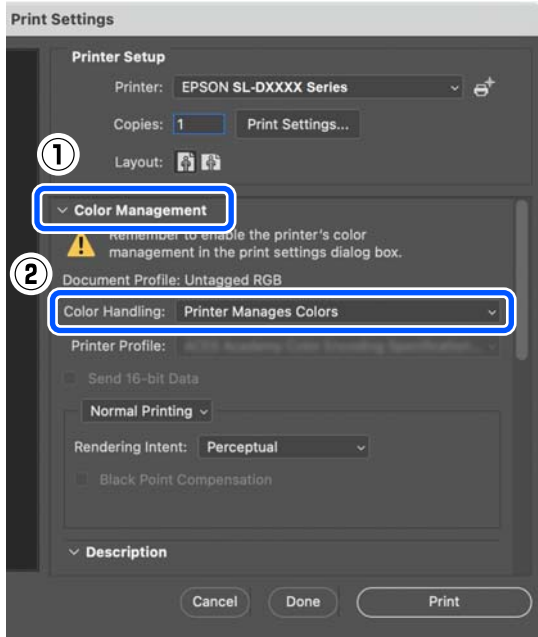 Print Settings
Printer Setup
Printer: EPSON SL-DXXXX Series
Copies: 1 Print Settings...
Layout:
①
Color Management
Remember to enable the printer's color
management in the print settings dialog box.
②
Document Profile: Untagged RGB
Color Handling: Printer Manages Colors
Printer Profile:
Send 16-bit Data
Normal Printing
Rendering Intent: Perceptual
Black Point Compensation
Description
Cancel Done Print